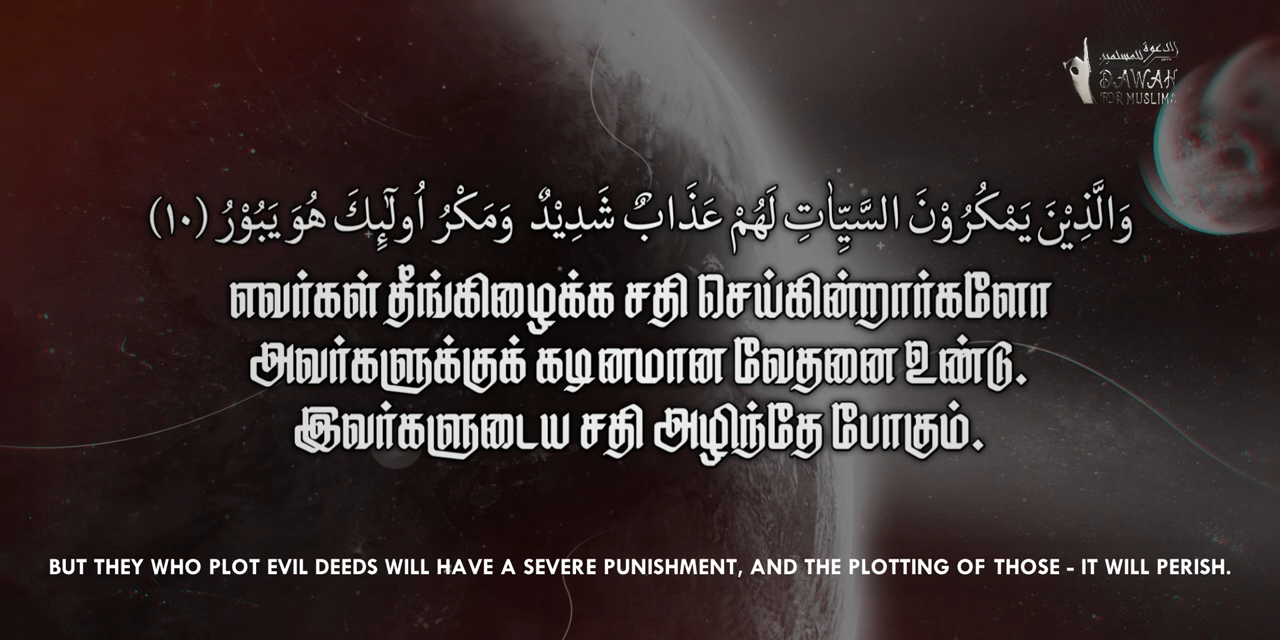 الدعوة للمسلمين
DAWAH
FOR MUSLIMS
وَالَّذِيْنَ يَمْكُرُوْنَ السَّيِّاٰتِ لَهُمْ عَذَابٌ شَدِيْدٌ ۗ وَمَكْرُ اُولٰۤىِٕكَ هُوَ يَبُوْرُ (١٠)
எவர்கள் தீங்கிழைக்க சதி செய்கின்றார்களோ
அவர்களுக்குக் கடினமான வேதனை உண்டு.
இவர்களுடைய சதி அழிந்தே போகும்.
BUT THEY WHO PLOT EVIL DEEDS WILL HAVE A SEVERE PUNISHMENT, AND THE PLOTTING OF THOSE - IT WILL PERISH.